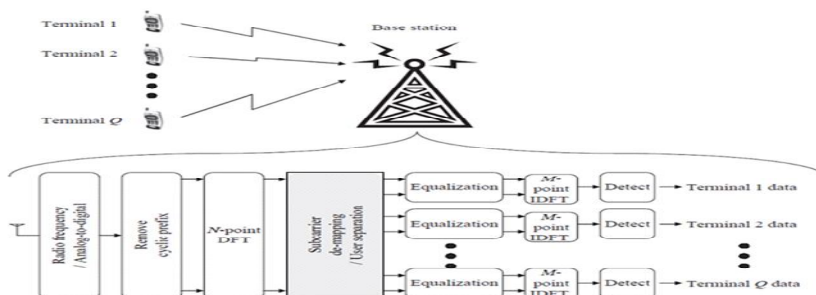 Terminal 1
Base station
Terminal 2
Terminal Q
Radio frequency
/ Analog-to-digital
Remove
cyclic prefix
N-point
DFT
Subcarrier
de-mapping
/ User separation
Equalization
M-
point
IDFT
Detect
Terminal 1 data
Equalization
M-
point
IDFT
Detect
Terminal 2 data
Equalization
M-
point
IDFT
Detect
Terminal Q data